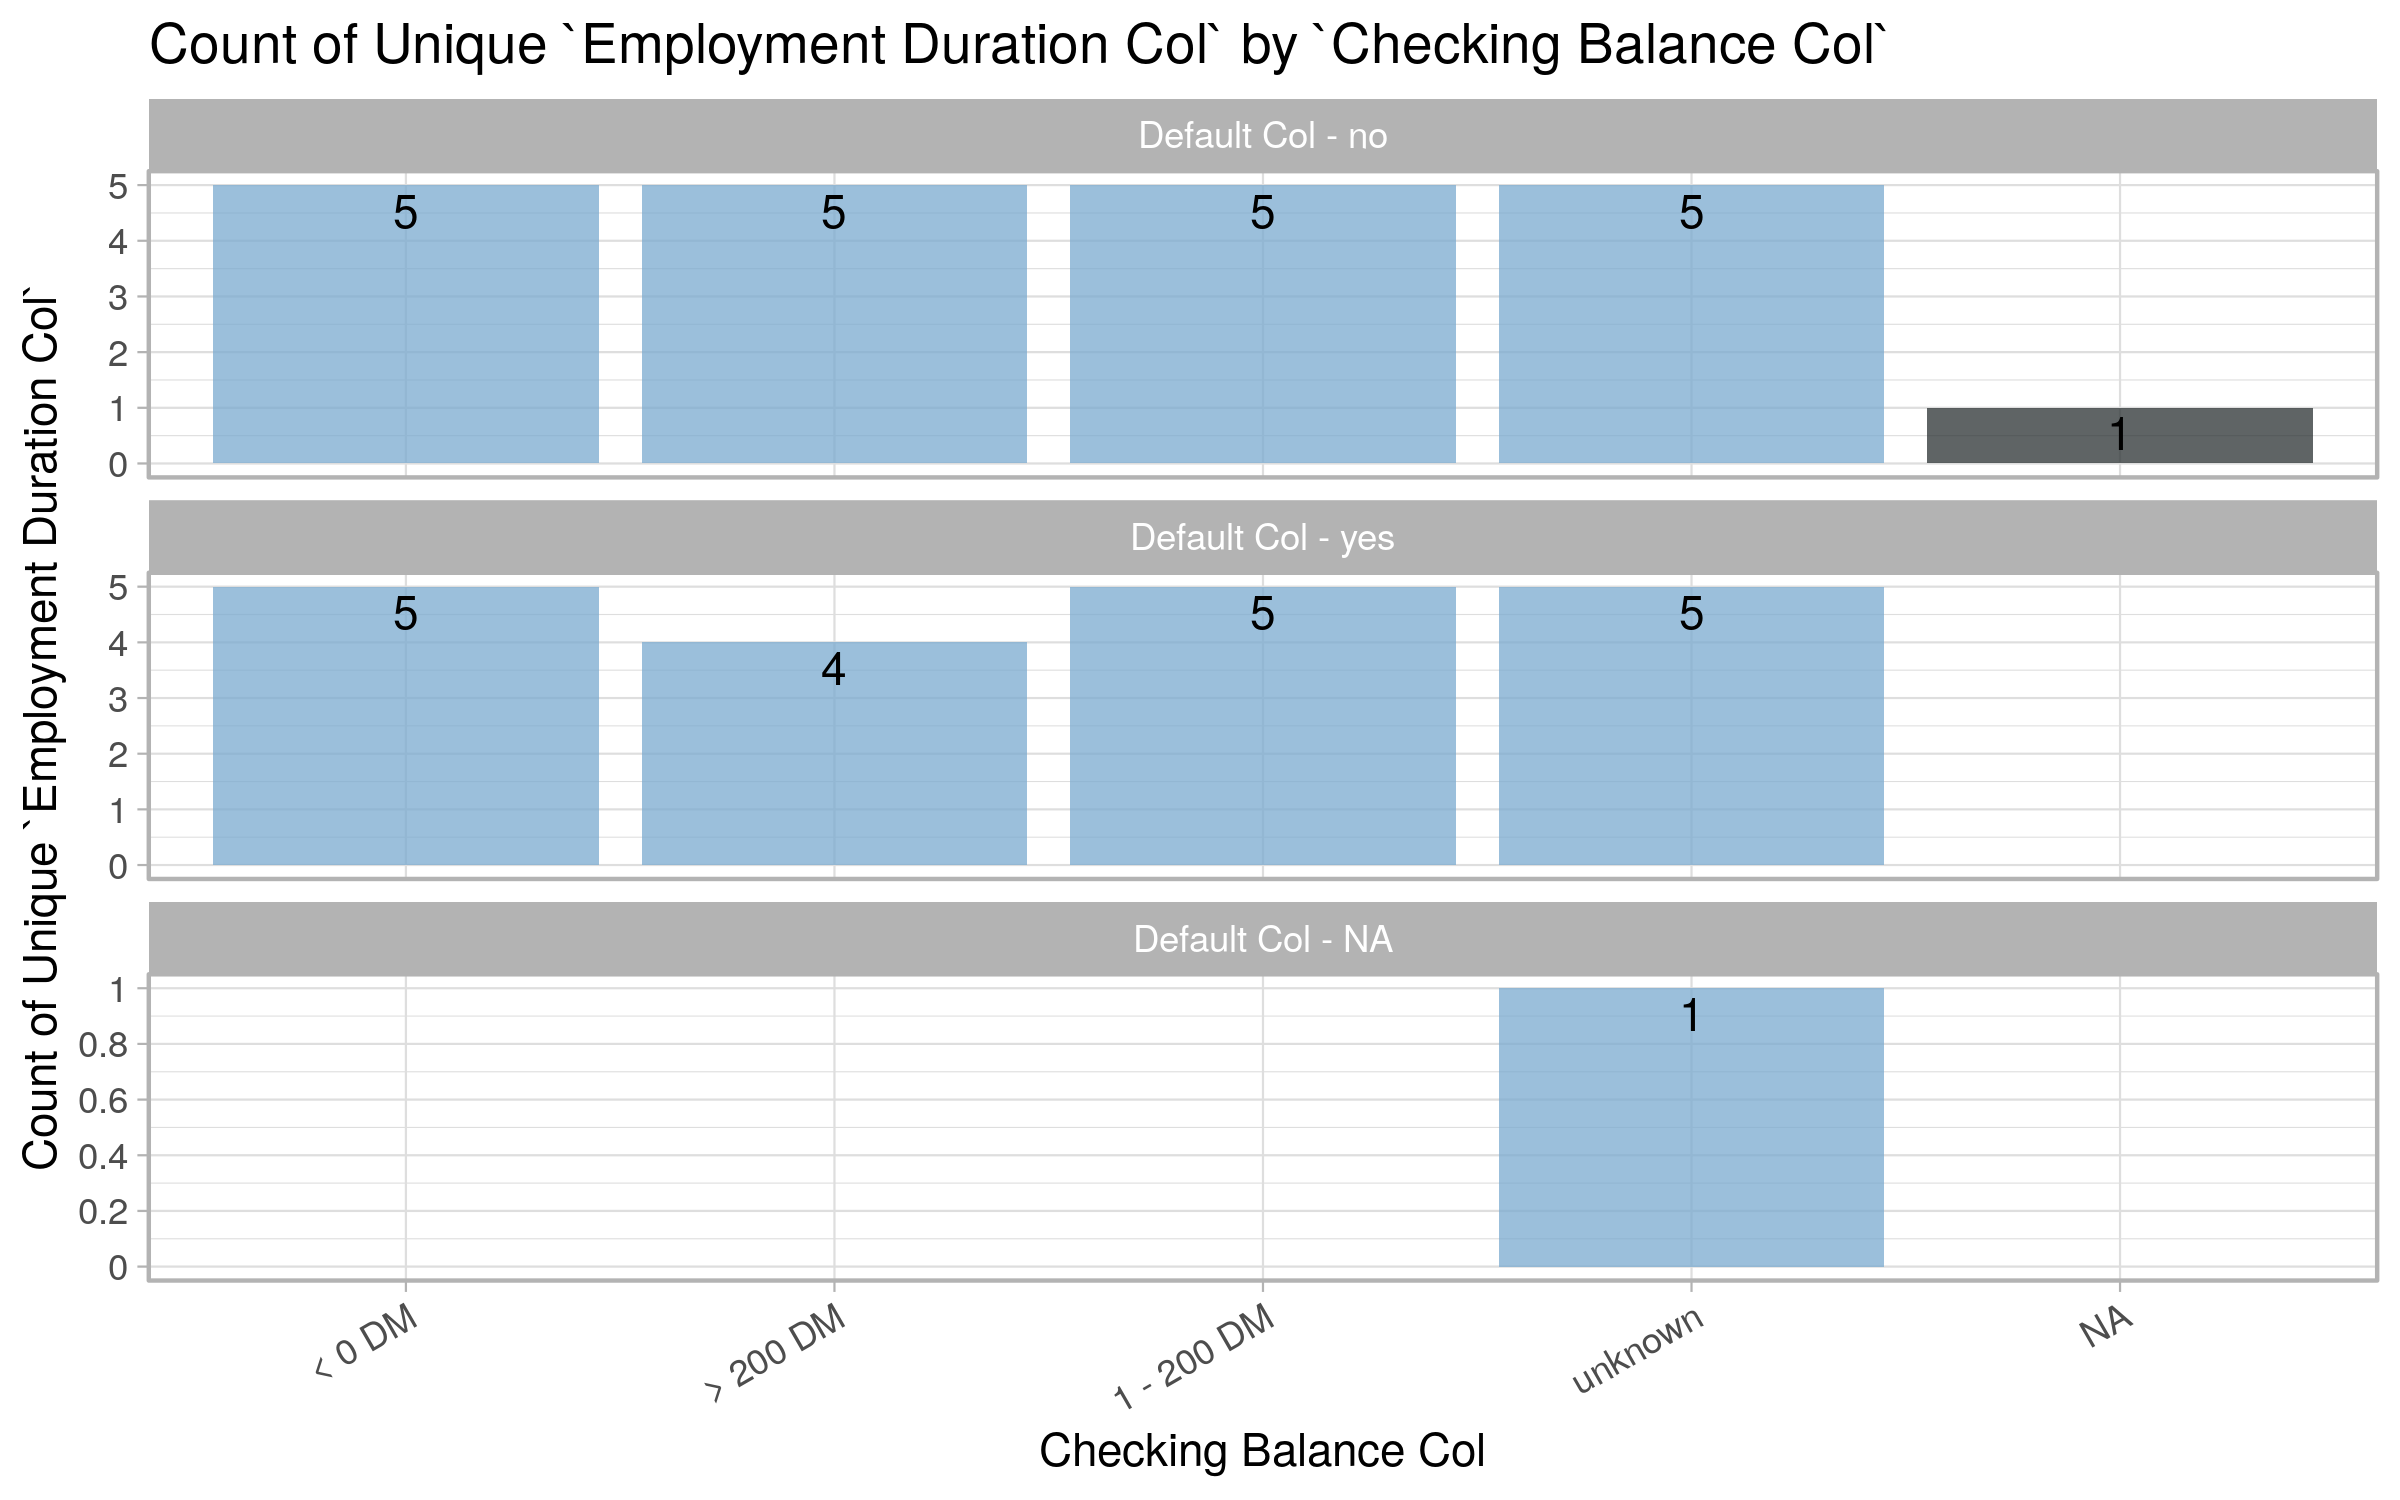 Count of Unique `Employment Duration Col` by `Checking Balance Col`
Count of Unique `Employment Duration Col`
Default Col - no
5
4
3
2
1
0
5
5
5
5
1
Default Col - yes
5
4
3
2
1
0
5
4
5
5
Default Col - NA
1
0.8
0.6
0.4
0.2
0
1
< 0 DM
> 200 DM
1 - 200 DM
unknown
NA
Checking Balance Col